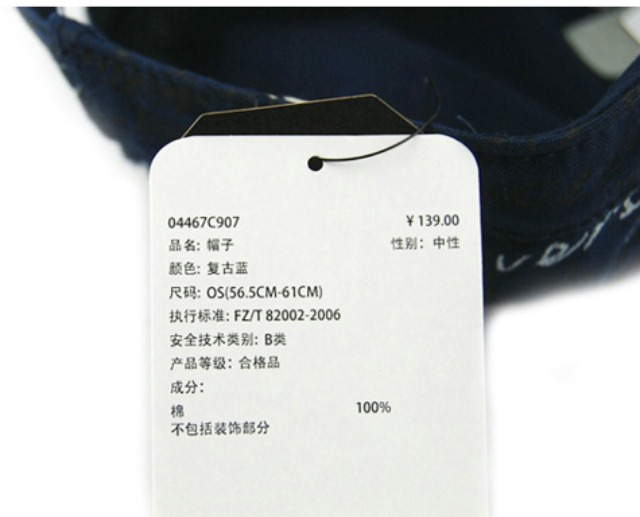 04467C907 ¥ 139.00
品名: 帽子 性别: 中性
颜色: 复古蓝
尺码: OS(56.5CM-61CM)
执行标准: FZ/T 82002-2006
安全技术类别: B类
产品等级: 合格品
成分:
棉 100%
不包括装饰部分